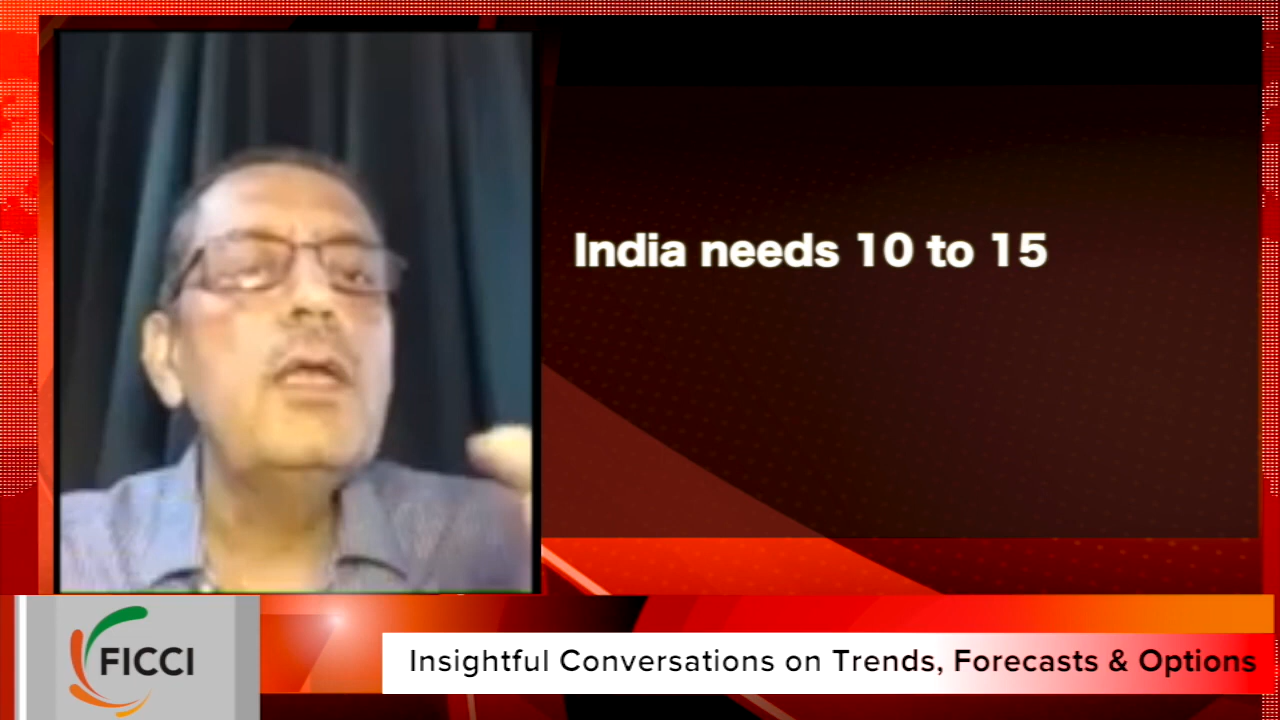 India needs 10 to 15
FICCI
Insightful Conversations on Trends, Forecasts & Options